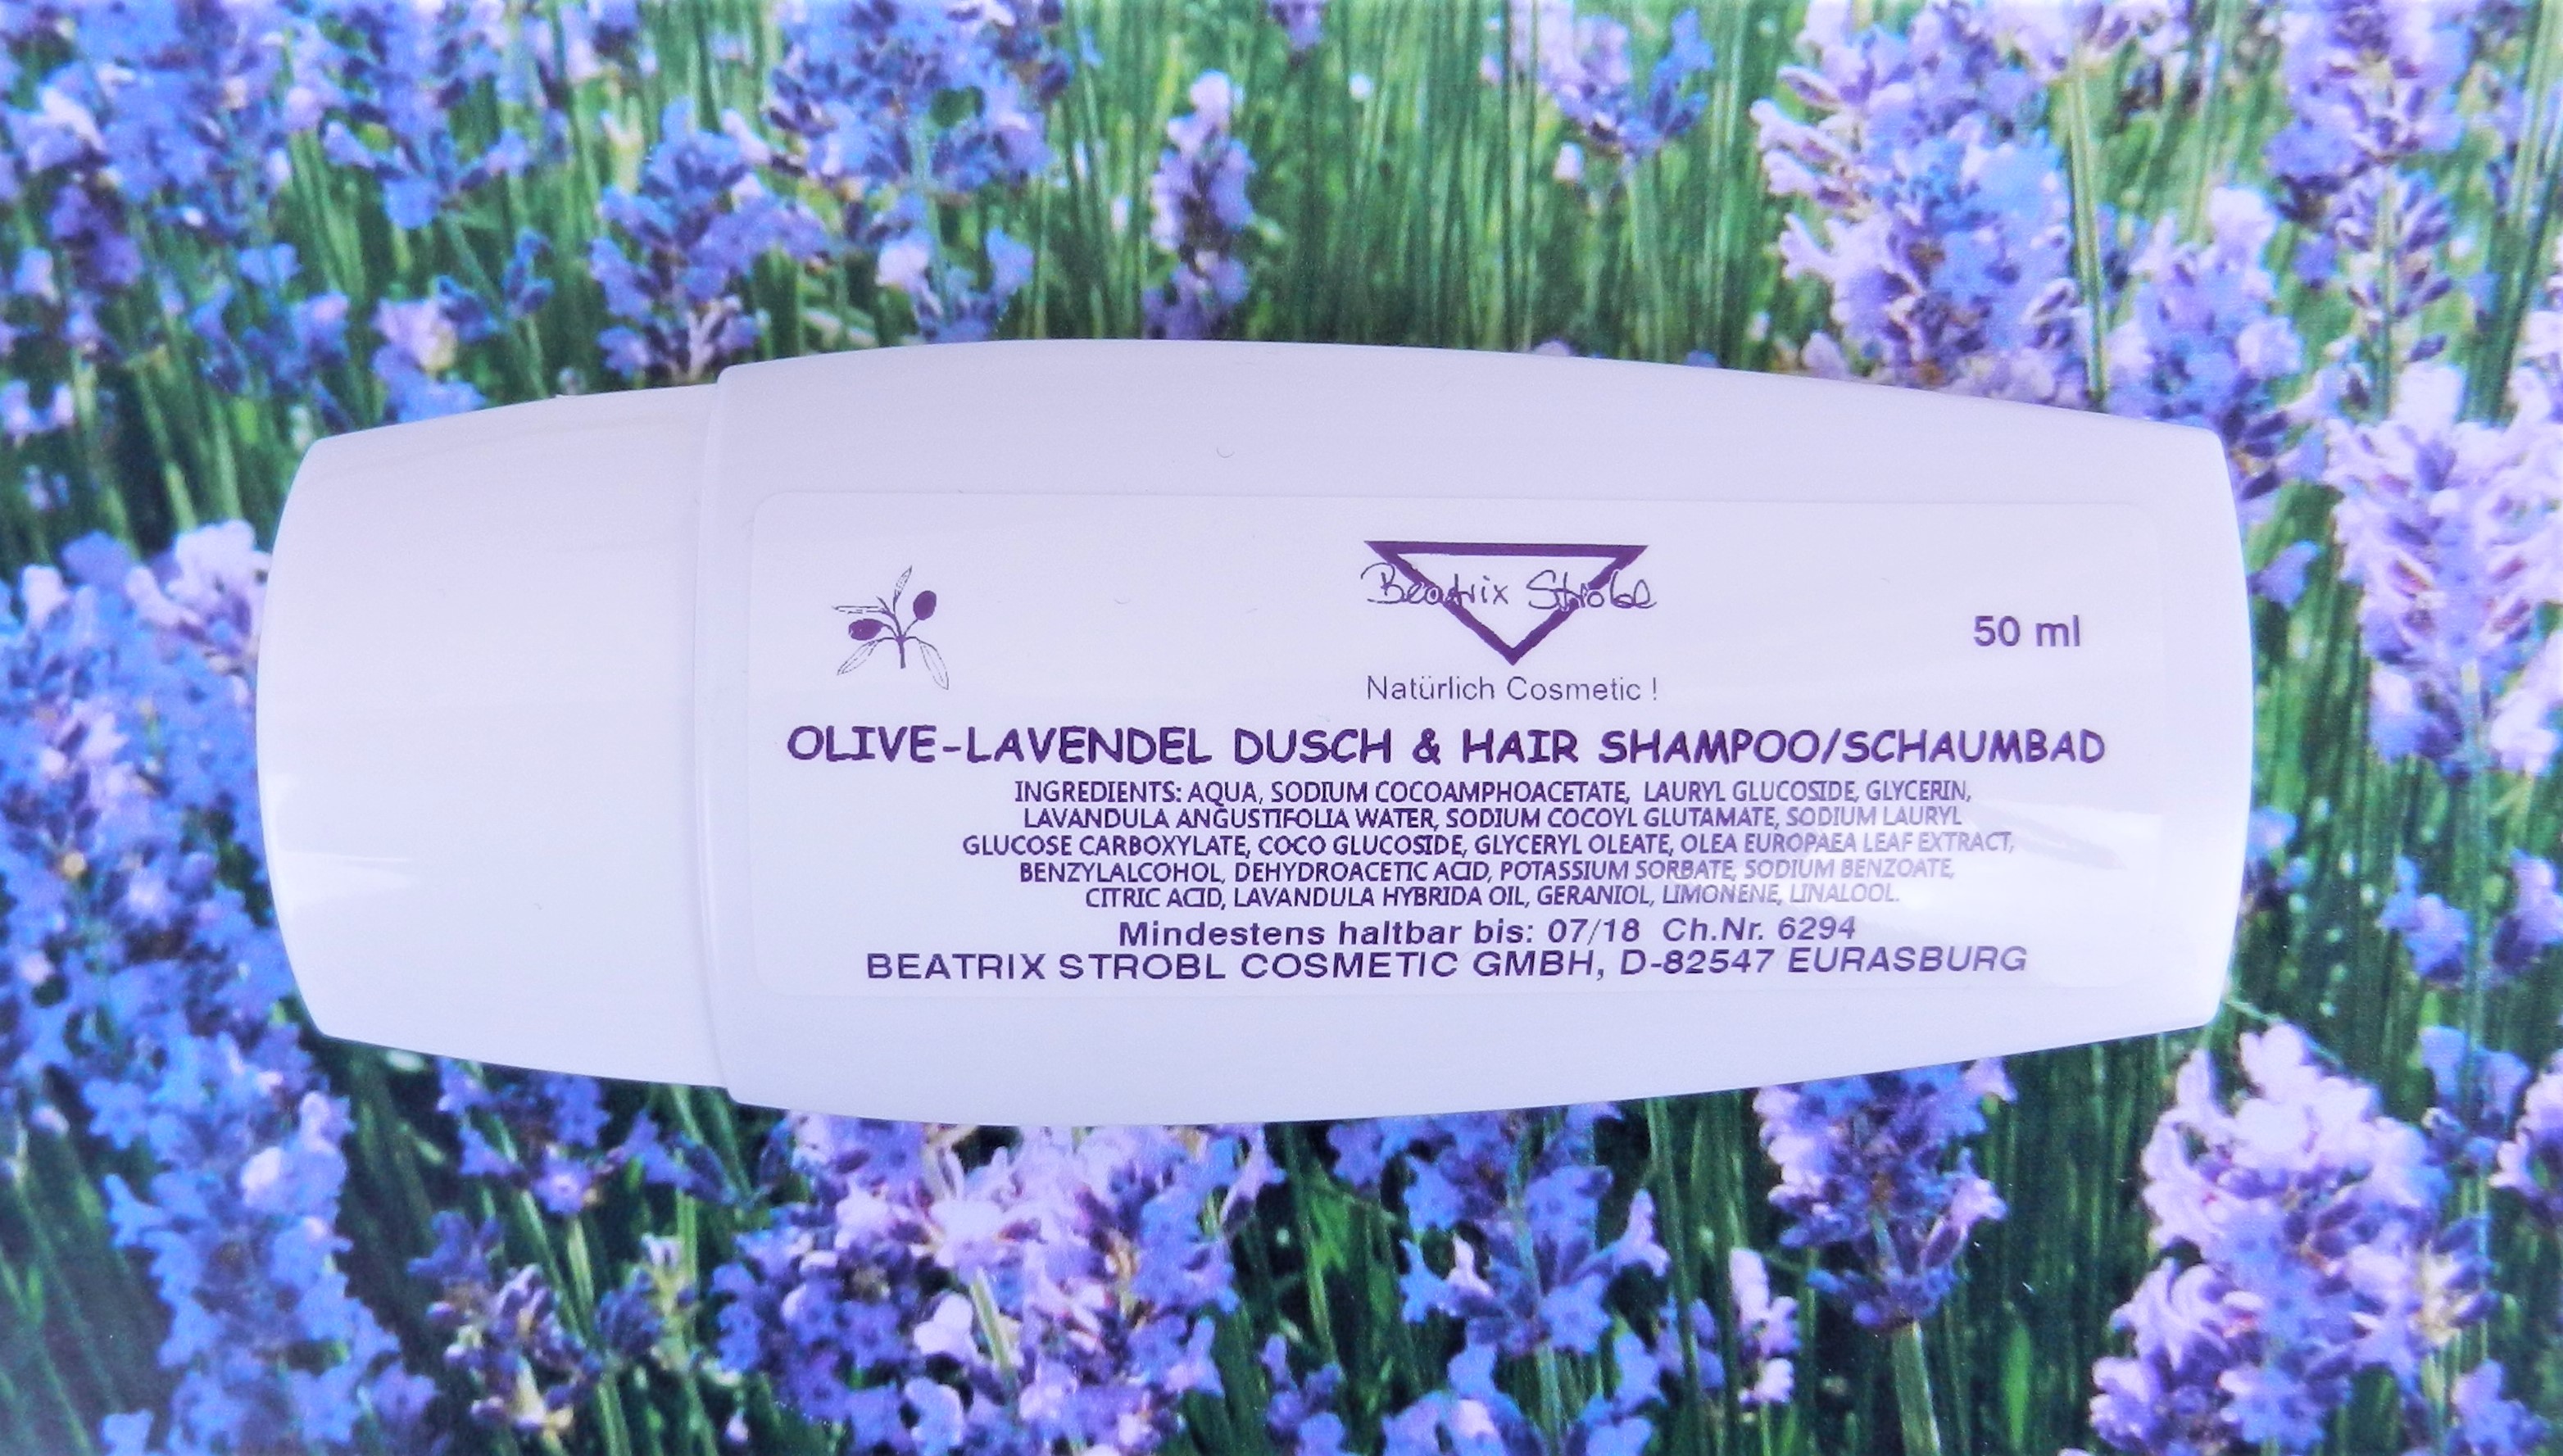 Beatrix Strobl
50 ml
Natürlich Cosmetic !
OLIVE-LAVENDEL DUSCH & HAIR SHAMPOO/SCHAUMBAD
INGREDIENTS: AQUA, SODIUM COCOAMPHOACETATE, LAURYL GLUCOSIDE, GLYCERIN,
LAVANDULA ANGUSTIFOLIA WATER, SODIUM COCOYL GLUTAMATE, SODIUM LAURYL
GLUCOSE CARBOXYLATE, COCO GLUCOSIDE, GLYCERYL OLEATE, OLEA EUROPAEA LEAF EXTRACT,
BENZYLALCOHOL, DEHYDROACETIC ACID, POTASSIUM SORBATE, SODIUM BENZOATE,
CITRIC ACID, LAVANDULA HYBRIDA OIL, GERANIOL, LIMONENE, LINALOOL.
Mindestens haltbar bis: 07/18 Ch.Nr. 6294
BEATRIX STROBL COSMETIC GMBH, D-82547 EURASBURG